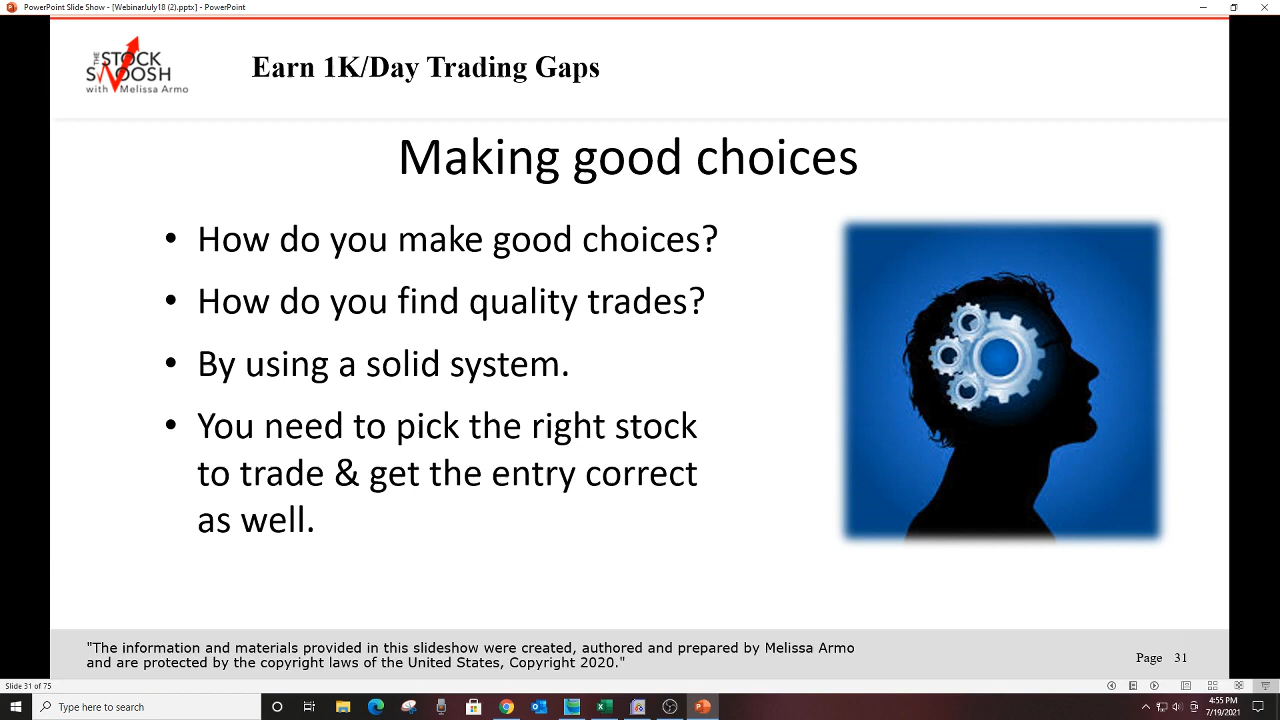 PowerPoint Slide Show - [WebinarJuly18 (2).pptx] - PowerPoint
THE
STOCK
SWOOSH
with Melissa Armo
Earn 1K/Day Trading Gaps
Making good choices
• How do you make good choices?
• How do you find quality trades?
• By using a solid system.
• You need to pick the right stock
to trade & get the entry correct
as well.
"The information and materials provided in this slideshow were created, authored and prepared by Melissa Armo
and are protected by the copyright laws of the United States, Copyright 2020."
Page 31
Slide 31 of 75
Type here to search
4:55 PM
7/19/2021